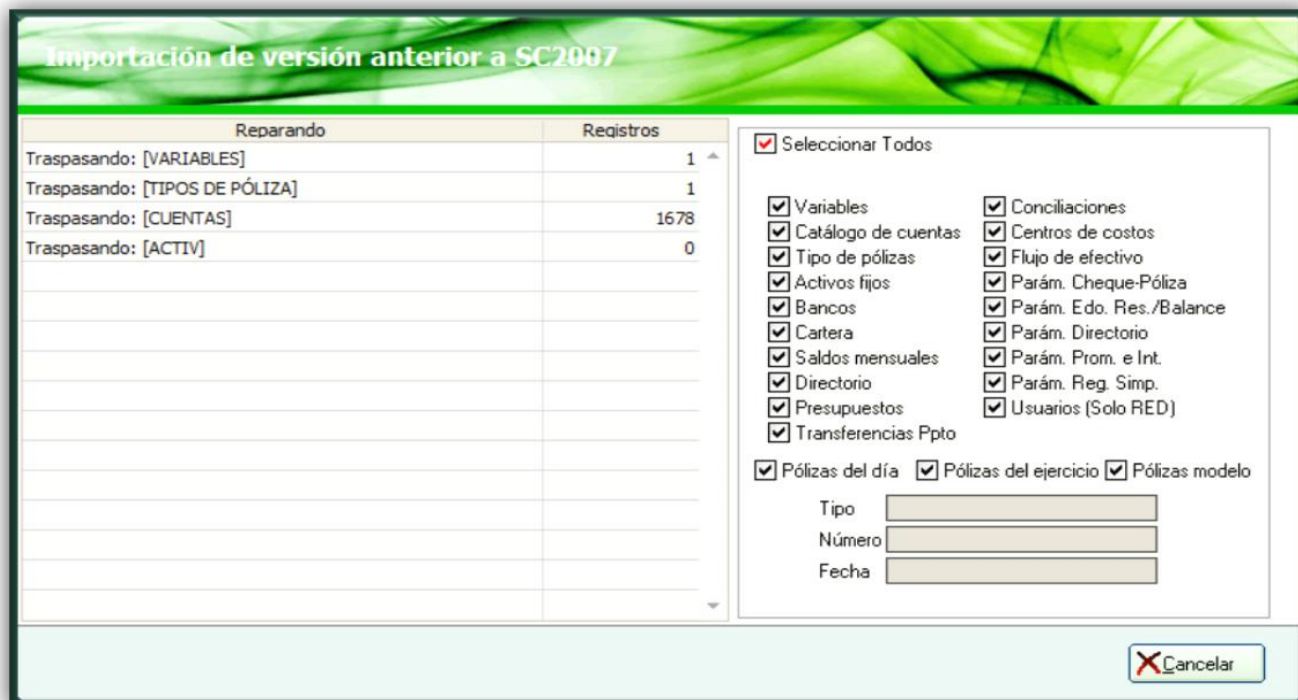 Importación de versión anterior a SC2007
Reparando Registros
Traspasando: [VARIABLES] 1
Traspasando: [TIPOS DE PÓLIZA] 1
Traspasando: [CUENTAS] 1678
Traspasando: [ACTIV] 0
Seleccionar Todos
Variables Conciliaciones
Catálogo de cuentas Centros de costos
Tipo de pólizas Flujo de efectivo
Activos fijos Parám. Cheque-Póliza
Bancos Parám. Edo. Res./Balance
Cartera Parám. Directorio
Saldos mensuales Parám. Prom. e Int.
Directorio Parám. Reg. Simp.
Presupuestos Usuarios (Solo RED)
Transferencias Ppto
Pólizas del día Pólizas del ejercicio Pólizas modelo
Tipo
Número
Fecha
Cancelar